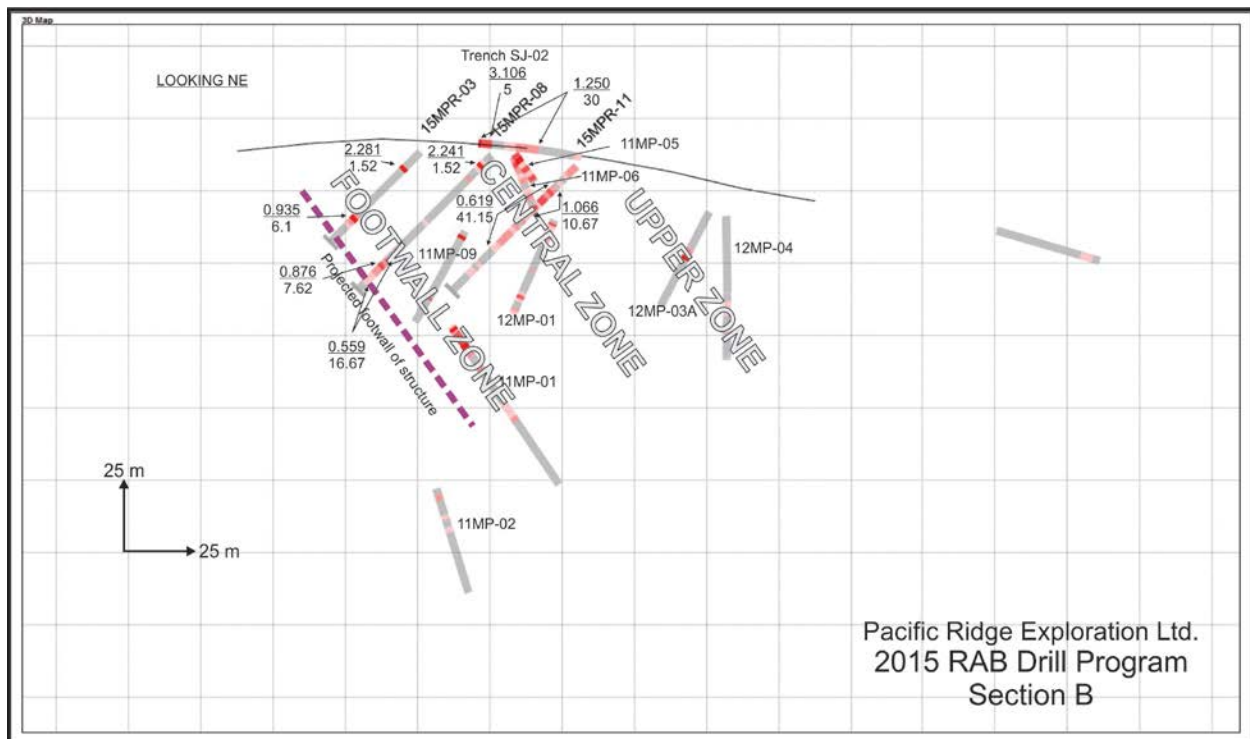 3D Map
LOOKING NE
Trench SJ-02
3.106
5
1.250
30
15MPR-03
15MPR-08
15MPR-11
11MP-05
11MP-06
2.281
1.52
2.241
1.52
0.619
41.15
1.066
10.67
0.935
6.1
0.876
7.62
0.559
16.67
11MP-09
12MP-01
12MP-04
12MP-03A
11MP-01
11MP-02
FOOTWALL ZONE
CENTRAL ZONE
UPPER ZONE
Projected footwall of structure
25 m
25 m
Pacific Ridge Exploration Ltd.
2015 RAB Drill Program
Section B